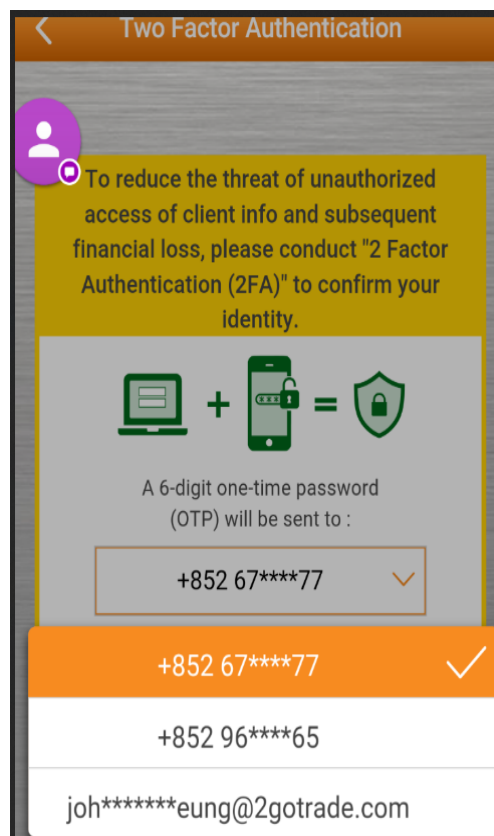 Two Factor Authentication
To reduce the threat of unauthorized
access of client info and subsequent
financial loss, please conduct "2 Factor
Authentication (2FA)" to confirm your
identity.
A 6-digit one-time password
(OTP) will be sent to :
+852 67****77
+852 67****77
+852 96****65
joh*******eung@2gotrade.com